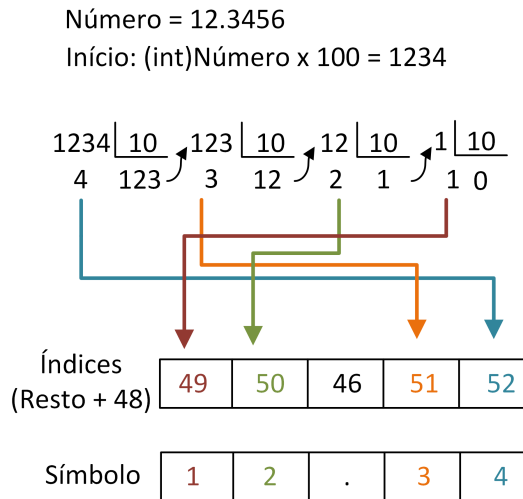 Número = 12.3456
Início: (int)Número x 100 = 1234
1234 10 123 10 12 10 1 10
4 123 3 12 2 1 1 0
Índices
(Resto + 48) 49 50 46 51 52
Símbolo 1 2 . 3 4